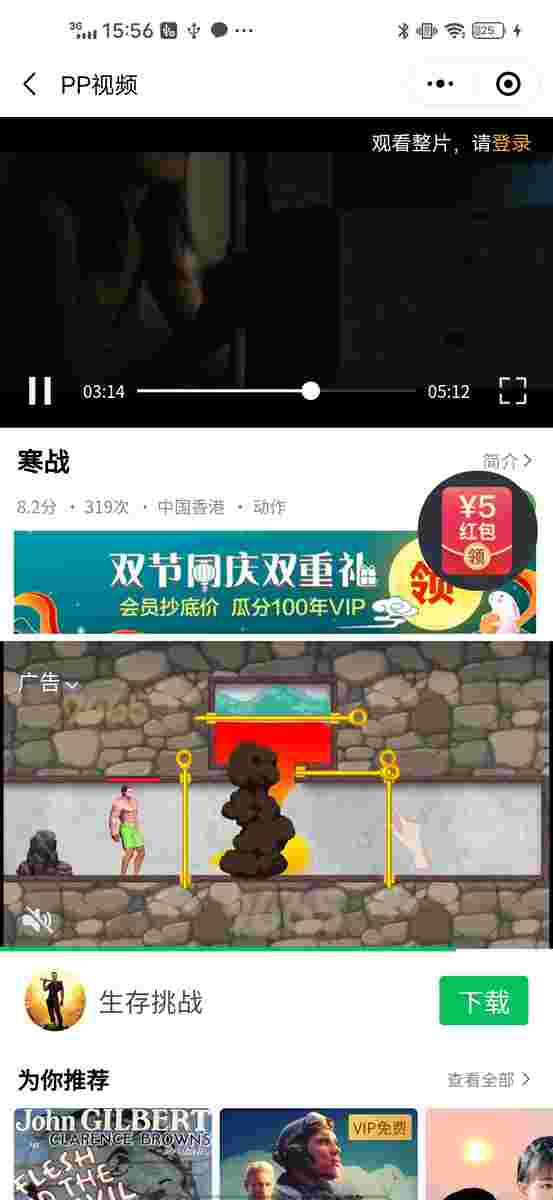 3G 15:56 25
PP视频
观看整片，请登录
03:14 05:12
寒战
简介
8.2分 · 319次 · 中国香港 · 动作
¥5
红包
领
双节同庆双重礼
领
会员抄底价 瓜分100年VIP
广告
生存挑战
下载
为你推荐
查看全部
John GILBERT
CLARENCE BROWN'S
FLESH
THE
VIP免费